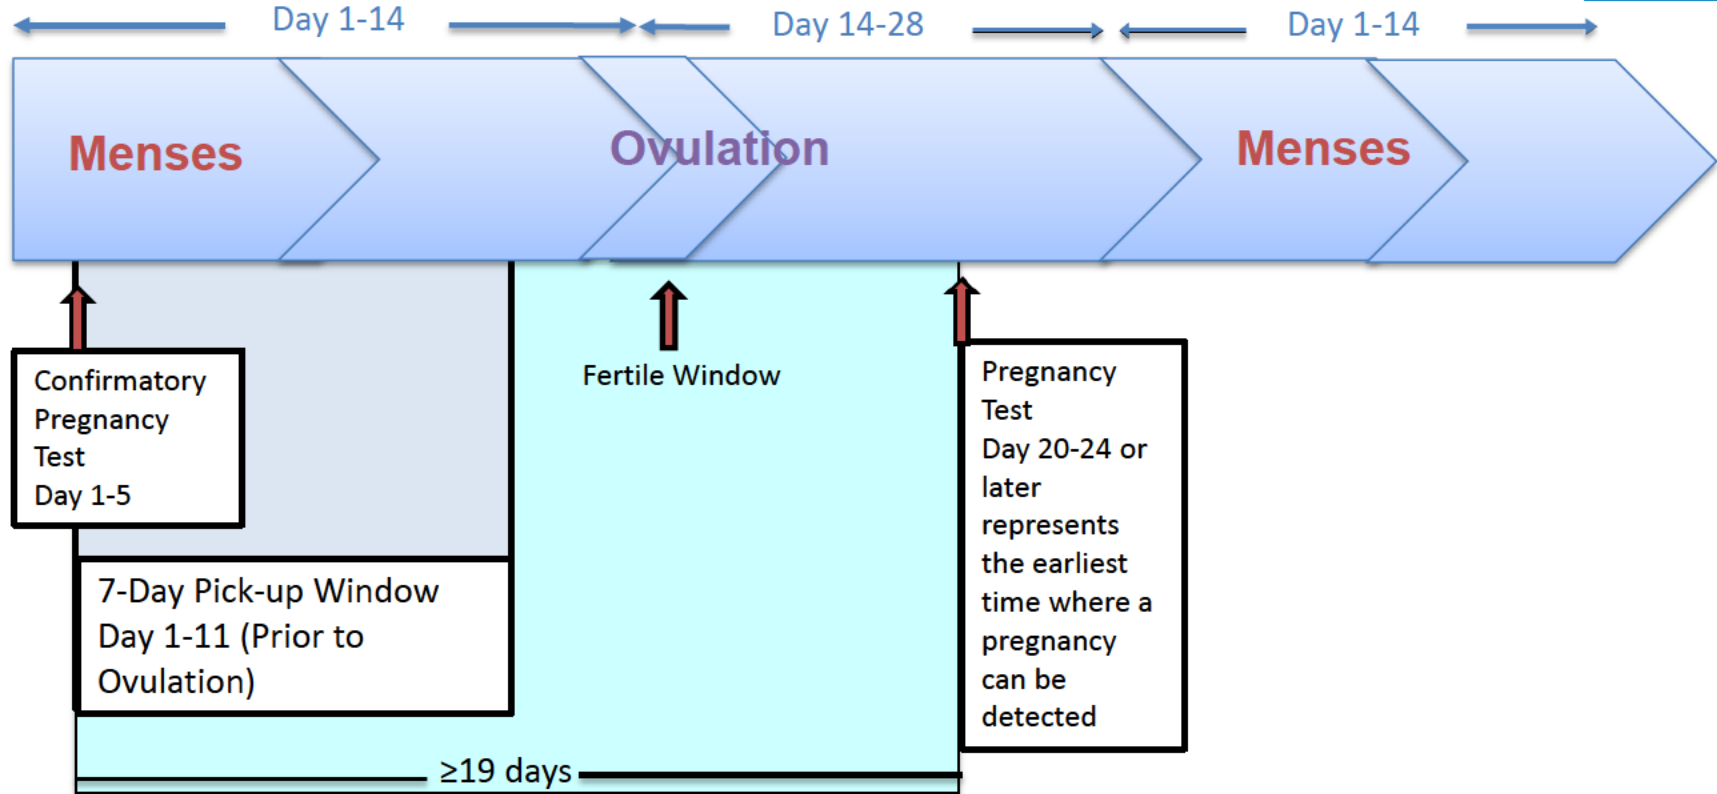 Day 1-14
Day 14-28
Day 1-14
Menses
Ovulation
Menses
Confirmatory
Pregnancy
Test
Day 1-5
Fertile Window
Pregnancy
Test
Day 20-24 or
later
represents
the earliest
time where a
pregnancy
can be
detected
7-Day Pick-up Window
Day 1-11 (Prior to
Ovulation)
≥19 days